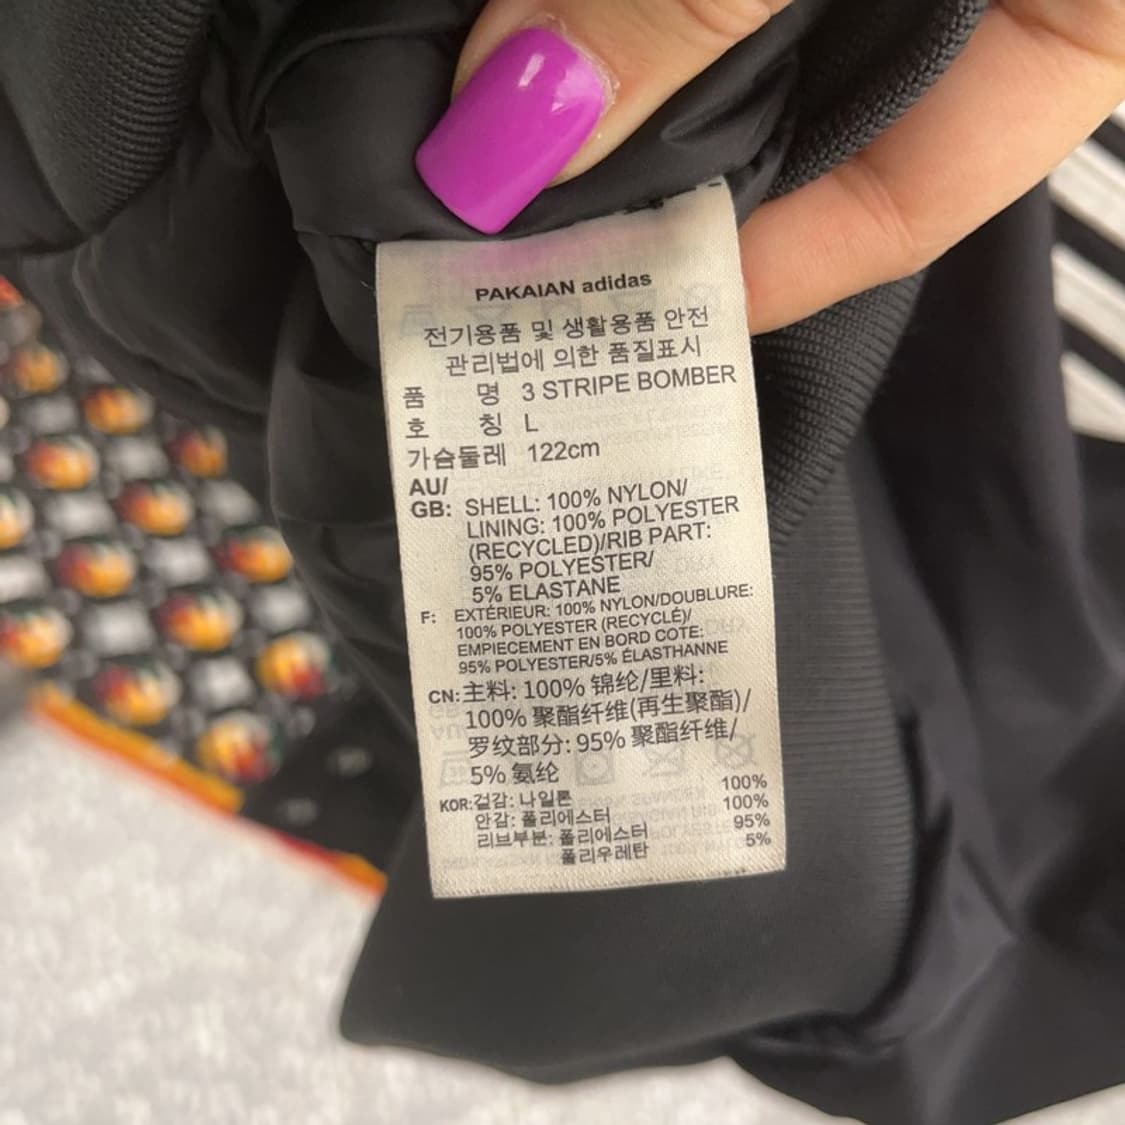 PAKAIAN adidas
전기용품 및 생활용품 안전
관리법에 의한 품질표시
품 명 3 STRIPE BOMBER
호 칭 L
가슴둘레 122cm
AU/
GB: SHELL: 100% NYLON/
LINING: 100% POLYESTER
(RECYCLED)/RIB PART:
95% POLYESTER/
5% ELASTANE
F: EXTÉRIEUR: 100% NYLON/DOUBLURE:
100% POLYESTER (RECYCLÉ)/
EMPIECEMENT EN BORD COTE:
95% POLYESTER/5% ÉLASTHANNE
CN: 主料: 100% 锦纶/里料:
100% 聚酯纤维(再生聚酯)/
罗纹部分: 95% 聚酯纤维/
5% 氨纶
KOR: 겉감: 나일론 100%
안감: 폴리에스터 100%
리브부분: 폴리에스터 95%
폴리우레탄 5%